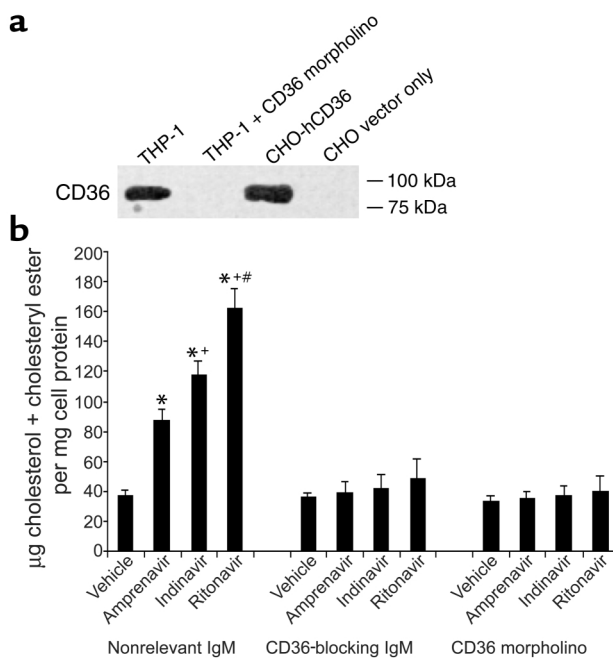 a
THP-1
THP-1 + CD36 morpholino
CHO-hCD36
CHO vector only
CD36
— 100 kDa
— 75 kDa
b
µg cholesterol + cholesteryl ester
per mg cell protein
200
180
160
140
120
100
80
60
40
20
0
*
*+
*+#
Vehicle
Amprenavir
Indinavir
Ritonavir
Vehicle
Amprenavir
Indinavir
Ritonavir
Vehicle
Amprenavir
Indinavir
Ritonavir
Nonrelevant IgM
CD36-blocking IgM
CD36 morpholino